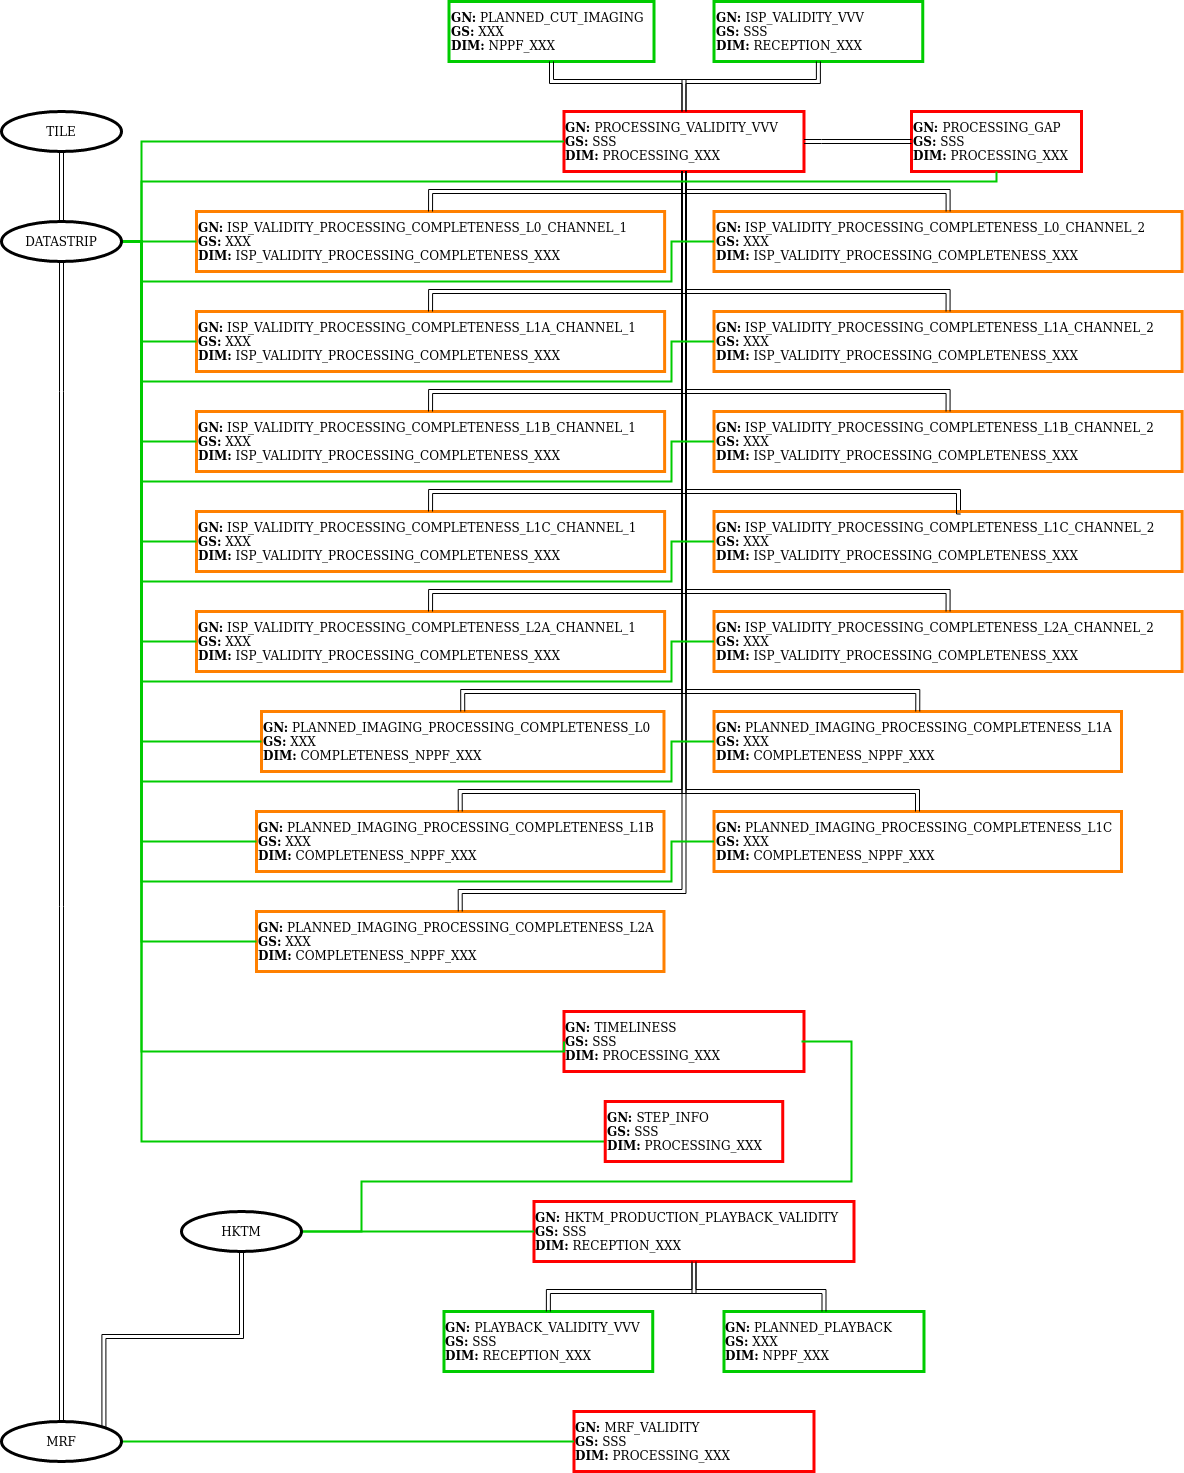 GN: PLANNED_CUT_IMAGING
GS: XXX
DIM: NPPF_XXX
GN: ISP_VALIDITY_VVV
GS: SSS
DIM: RECEPTION_XXX
TILE
GN: PROCESSING_VALIDITY_VVV
GS: SSS
DIM: PROCESSING_XXX
GN: PROCESSING_GAP
GS: SSS
DIM: PROCESSING_XXX
DATASTRIP
GN: ISP_VALIDITY_PROCESSING_COMPLETENESS_L0_CHANNEL_1
GS: XXX
DIM: ISP_VALIDITY_PROCESSING_COMPLETENESS_XXX
GN: ISP_VALIDITY_PROCESSING_COMPLETENESS_L0_CHANNEL_2
GS: XXX
DIM: ISP_VALIDITY_PROCESSING_COMPLETENESS_XXX
GN: ISP_VALIDITY_PROCESSING_COMPLETENESS_L1A_CHANNEL_1
GS: XXX
DIM: ISP_VALIDITY_PROCESSING_COMPLETENESS_XXX
GN: ISP_VALIDITY_PROCESSING_COMPLETENESS_L1A_CHANNEL_2
GS: XXX
DIM: ISP_VALIDITY_PROCESSING_COMPLETENESS_XXX
GN: ISP_VALIDITY_PROCESSING_COMPLETENESS_L1B_CHANNEL_1
GS: XXX
DIM: ISP_VALIDITY_PROCESSING_COMPLETENESS_XXX
GN: ISP_VALIDITY_PROCESSING_COMPLETENESS_L1B_CHANNEL_2
GS: XXX
DIM: ISP_VALIDITY_PROCESSING_COMPLETENESS_XXX
GN: ISP_VALIDITY_PROCESSING_COMPLETENESS_L1C_CHANNEL_1
GS: XXX
DIM: ISP_VALIDITY_PROCESSING_COMPLETENESS_XXX
GN: ISP_VALIDITY_PROCESSING_COMPLETENESS_L1C_CHANNEL_2
GS: XXX
DIM: ISP_VALIDITY_PROCESSING_COMPLETENESS_XXX
GN: ISP_VALIDITY_PROCESSING_COMPLETENESS_L2A_CHANNEL_1
GS: XXX
DIM: ISP_VALIDITY_PROCESSING_COMPLETENESS_XXX
GN: ISP_VALIDITY_PROCESSING_COMPLETENESS_L2A_CHANNEL_2
GS: XXX
DIM: ISP_VALIDITY_PROCESSING_COMPLETENESS_XXX
GN: PLANNED_IMAGING_PROCESSING_COMPLETENESS_L0
GS: XXX
DIM: COMPLETENESS_NPPF_XXX
GN: PLANNED_IMAGING_PROCESSING_COMPLETENESS_L1A
GS: XXX
DIM: COMPLETENESS_NPPF_XXX
GN: PLANNED_IMAGING_PROCESSING_COMPLETENESS_L1B
GS: XXX
DIM: COMPLETENESS_NPPF_XXX
GN: PLANNED_IMAGING_PROCESSING_COMPLETENESS_L1C
GS: XXX
DIM: COMPLETENESS_NPPF_XXX
GN: PLANNED_IMAGING_PROCESSING_COMPLETENESS_L2A
GS: XXX
DIM: COMPLETENESS_NPPF_XXX
GN: TIMELINESS
GS: SSS
DIM: PROCESSING_XXX
GN: STEP_INFO
GS: SSS
DIM: PROCESSING_XXX
HKTM
GN: HKTM_PRODUCTION_PLAYBACK_VALIDITY
GS: SSS
DIM: RECEPTION_XXX
GN: PLAYBACK_VALIDITY_VVV
GS: SSS
DIM: RECEPTION_XXX
GN: PLANNED_PLAYBACK
GS: XXX
DIM: NPPF_XXX
MRF
GN: MRF_VALIDITY
GS: SSS
DIM: PROCESSING_XXX